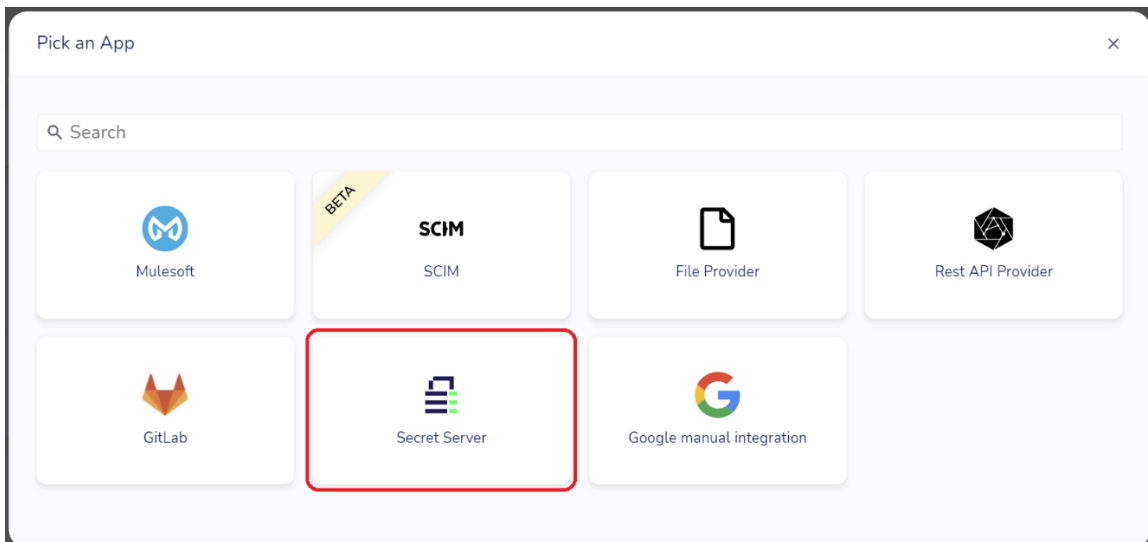 Pick an App
Search
BETA
SCIM
Mulesoft
SCIM
File Provider
Rest API Provider
GitLab
Secret Server
Google manual integration